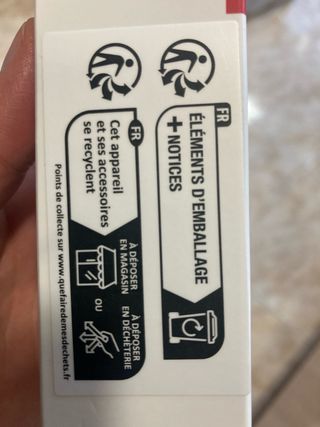 FR
ÉLÉMENTS D'EMBALLAGE
+ NOTICES
FR
Cet appareil
et ses accessoires
se recyclent
À DÉPOSER
EN MAGASIN
OU
À DÉPOSER
EN DÉCHÈTERIE
Points de collecte sur www.quefairedemesdechets.fr